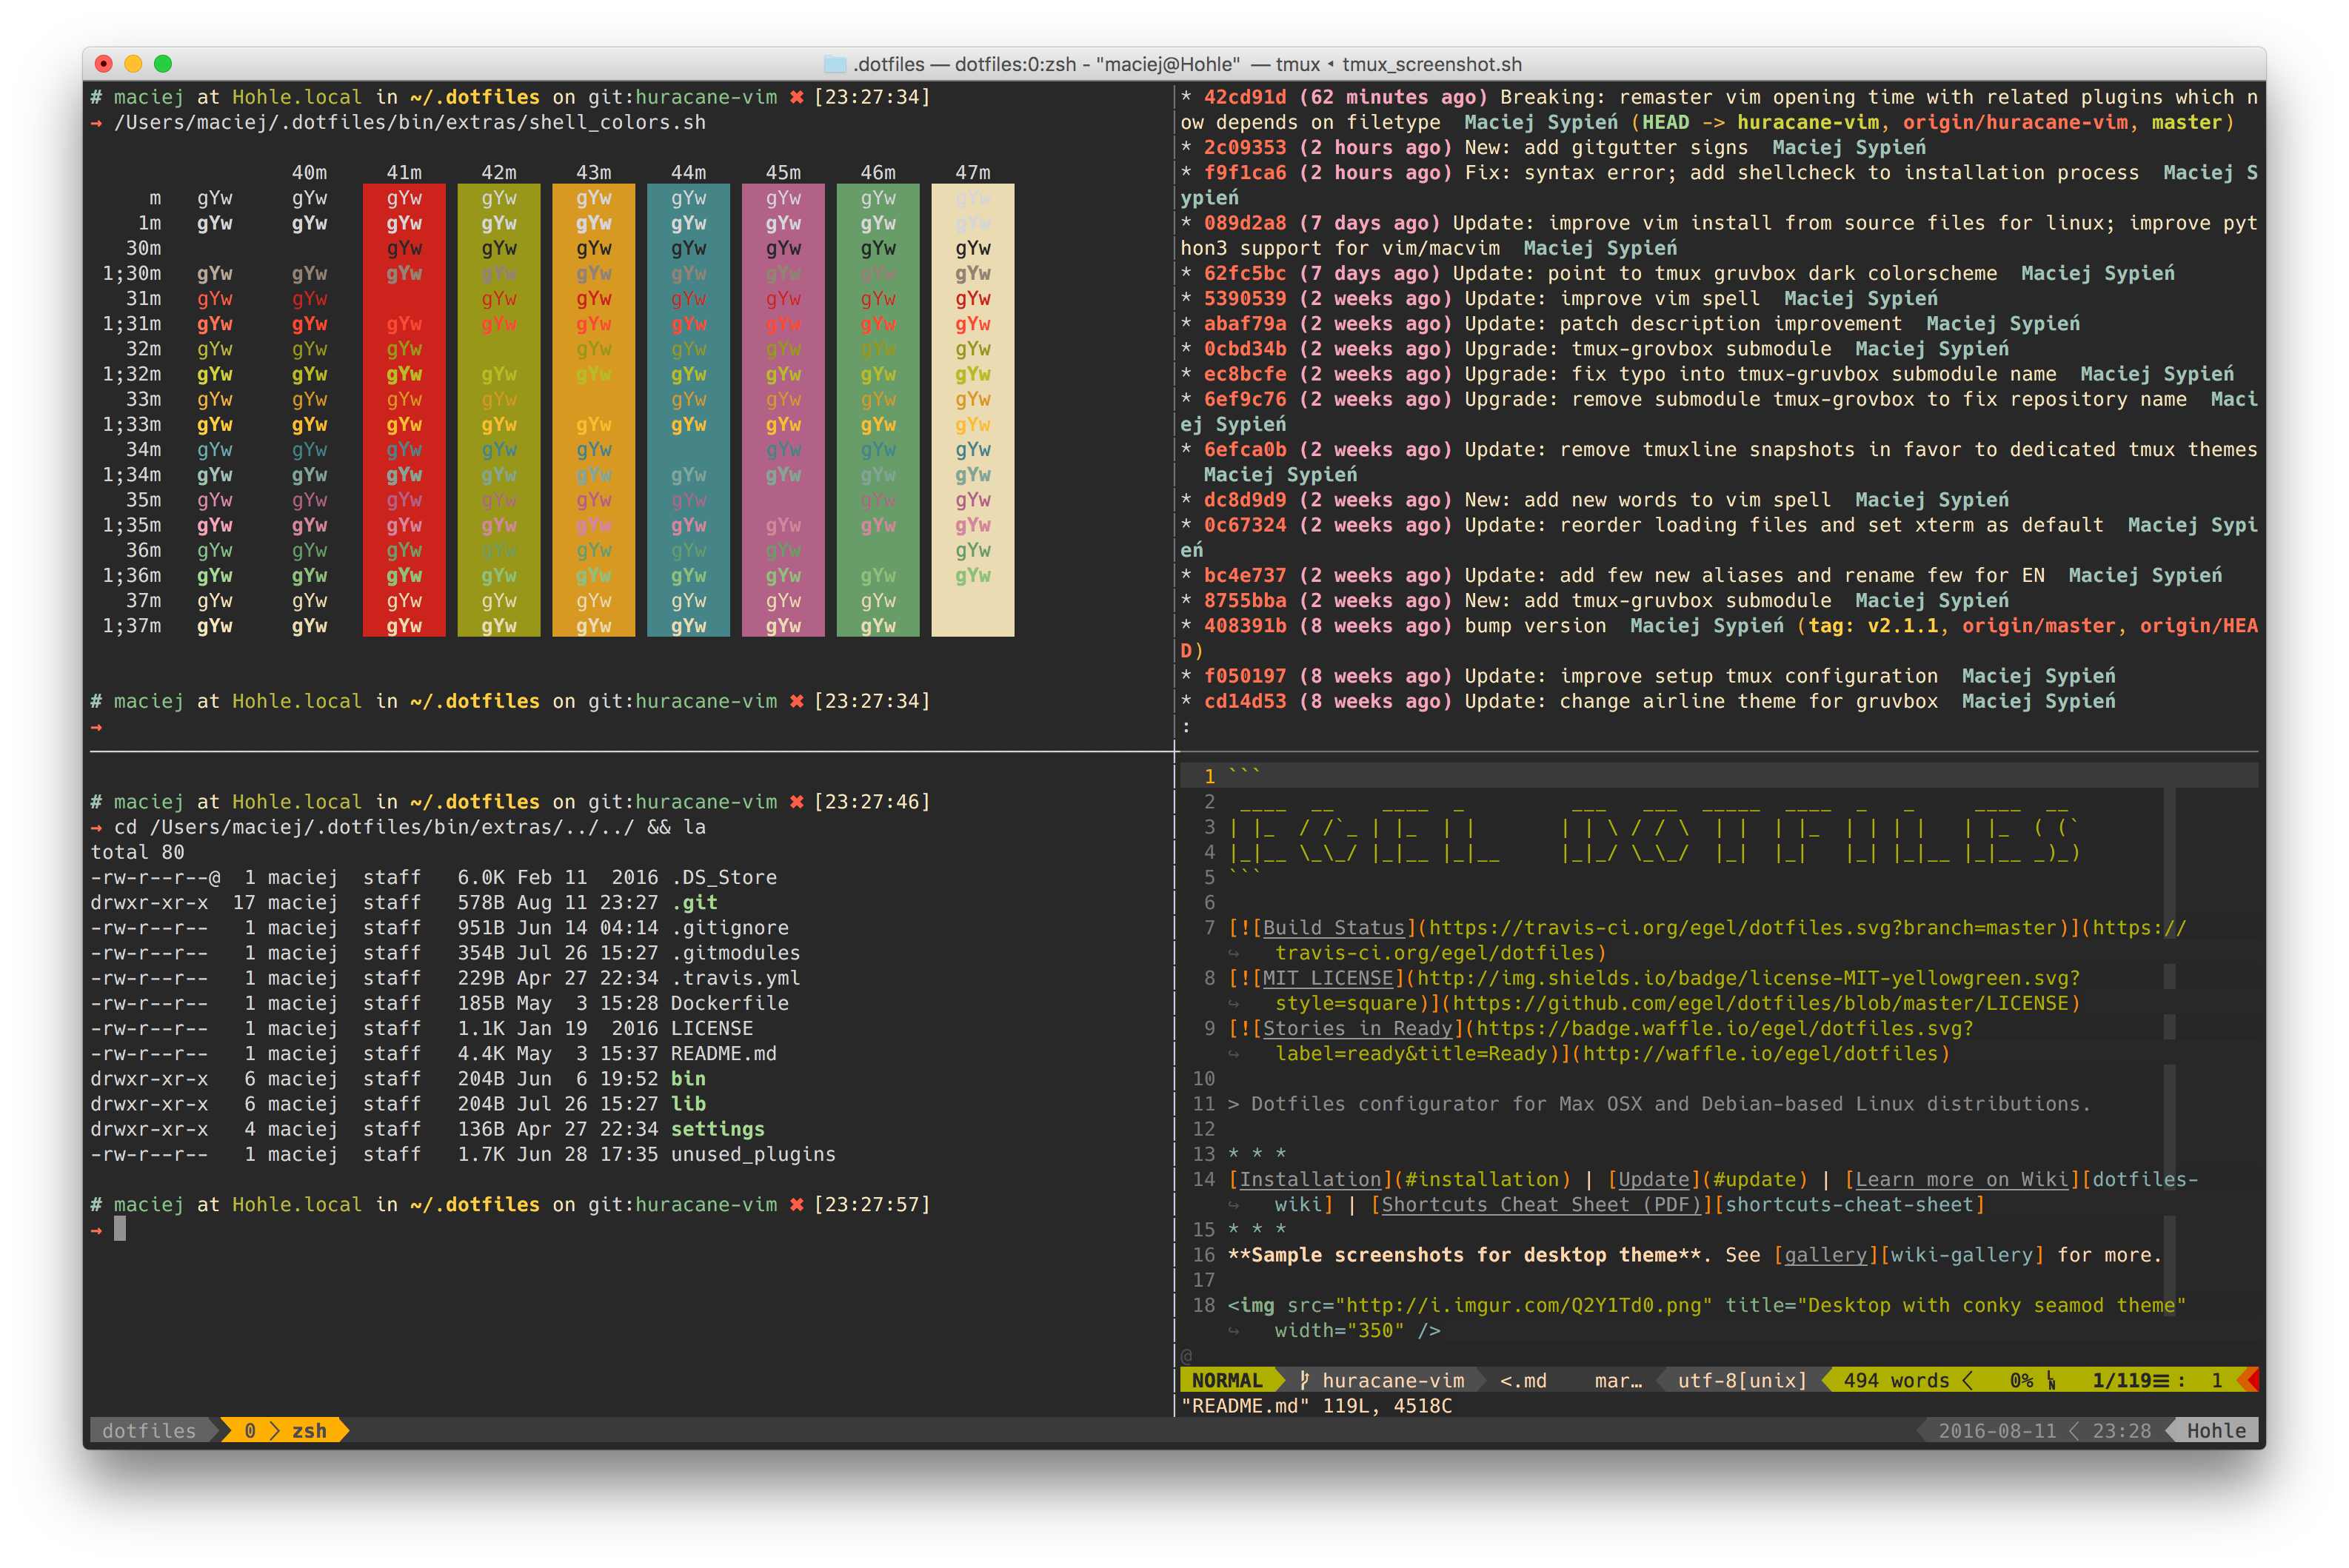 .dotfiles — dotfiles:0:zsh - "maciej@Hohle" — tmux ◂ tmux_screenshot.sh
# maciej at Hohle.local in ~/.dotfiles on git:huracane-vim ✖ [23:27:34]
→ /Users/maciej/.dotfiles/bin/extras/shell_colors.sh
40m 41m 42m 43m 44m 45m 46m 47m
m gYw gYw gYw gYw gYw gYw gYw gYw gYw
1m gYw gYw gYw gYw gYw gYw gYw gYw gYw
30m gYw gYw gYw gYw gYw gYw gYw
1;30m gYw gYw gYw gYw gYw gYw gYw gYw gYw
31m gYw gYw gYw gYw gYw gYw gYw gYw
1;31m gYw gYw gYw gYw gYw gYw gYw gYw gYw
32m gYw gYw gYw gYw gYw gYw gYw gYw
1;32m gYw gYw gYw gYw gYw gYw gYw gYw gYw
33m gYw gYw gYw gYw gYw gYw gYw gYw
1;33m gYw gYw gYw gYw gYw gYw gYw gYw gYw
34m gYw gYw gYw gYw gYw gYw gYw gYw
1;34m gYw gYw gYw gYw gYw gYw gYw gYw gYw
35m gYw gYw gYw gYw gYw gYw gYw gYw
1;35m gYw gYw gYw gYw gYw gYw gYw gYw gYw
36m gYw gYw gYw gYw gYw gYw gYw gYw
1;36m gYw gYw gYw gYw gYw gYw gYw gYw gYw
37m gYw gYw gYw gYw gYw gYw gYw gYw
1;37m gYw gYw gYw gYw gYw gYw gYw gYw
# maciej at Hohle.local in ~/.dotfiles on git:huracane-vim ✖ [23:27:34]
→
* 42cd91d (62 minutes ago) Breaking: remaster vim opening time with related plugins which n
ow depends on filetype  Maciej Sypień (HEAD -> huracane-vim, origin/huracane-vim, master)
* 2c09353 (2 hours ago) New: add gitgutter signs  Maciej Sypień
* f9f1ca6 (2 hours ago) Fix: syntax error; add shellcheck to installation process  Maciej S
ypień
* 089d2a8 (7 days ago) Update: improve vim install from source files for linux; improve pyt
hon3 support for vim/macvim  Maciej Sypień
* 62fc5bc (7 days ago) Update: point to tmux gruvbox dark colorscheme  Maciej Sypień
* 5390539 (2 weeks ago) Update: improve vim spell  Maciej Sypień
* abaf79a (2 weeks ago) Update: patch description improvement  Maciej Sypień
* 0cbd34b (2 weeks ago) Upgrade: tmux-grovbox submodule  Maciej Sypień
* ec8bcfe (2 weeks ago) Upgrade: fix typo into tmux-gruvbox submodule name  Maciej Sypień
* 6ef9c76 (2 weeks ago) Upgrade: remove submodule tmux-grovbox to fix repository name  Maci
ej Sypień
* 6efca0b (2 weeks ago) Update: remove tmuxline snapshots in favor to dedicated tmux themes
Maciej Sypień
* dc8d9d9 (2 weeks ago) New: add new words to vim spell  Maciej Sypień
* 0c67324 (2 weeks ago) Update: reorder loading files and set xterm as default  Maciej Sypi
eń
* bc4e737 (2 weeks ago) Update: add few new aliases and rename few for EN  Maciej Sypień
* 8755bba (2 weeks ago) New: add tmux-gruvbox submodule  Maciej Sypień
* 408391b (8 weeks ago) bump version  Maciej Sypień (tag: v2.1.1, origin/master, origin/HEA
D)
* f050197 (8 weeks ago) Update: improve setup tmux configuration  Maciej Sypień
* cd14d53 (8 weeks ago) Update: change airline theme for gruvbox  Maciej Sypień
:
# maciej at Hohle.local in ~/.dotfiles on git:huracane-vim ✖ [23:27:46]
→ cd /Users/maciej/.dotfiles/bin/extras/../../ && la
total 80
-rw-r--r--@  1 maciej  staff   6.0K Feb 11  2016 .DS_Store
drwxr-xr-x  17 maciej  staff   578B Aug 11 23:27 .git
-rw-r--r--   1 maciej  staff   951B Jun 14 04:14 .gitignore
-rw-r--r--   1 maciej  staff   354B Jul 26 15:27 .gitmodules
-rw-r--r--   1 maciej  staff   229B Apr 27 22:34 .travis.yml
-rw-r--r--   1 maciej  staff   185B May  3 15:28 Dockerfile
-rw-r--r--   1 maciej  staff   1.1K Jan 19  2016 LICENSE
-rw-r--r--   1 maciej  staff   4.4K May  3 15:37 README.md
drwxr-xr-x   6 maciej  staff   204B Jun  6 19:52 bin
drwxr-xr-x   6 maciej  staff   204B Jul 26 15:27 lib
drwxr-xr-x   4 maciej  staff   136B Apr 27 22:34 settings
-rw-r--r--   1 maciej  staff   1.7K Jun 28 17:35 unused_plugins
# maciej at Hohle.local in ~/.dotfiles on git:huracane-vim ✖ [23:27:57]
→
1 ```
2  ____  __    ____  _         ___   ___  _____  ____  _   _     ____  __
3 | |_  / /`_ | |_  | |       | | \ / / \  | |  | |_  | | | |   | |_  ( (`
4 |_|__ \_\_/ |_|__ |_|__     |_|_/ \_\_/  |_|  |_|   |_| |_|__ |_|__ _)_)
5 ```
6
7 [![Build Status](https://travis-ci.org/egel/dotfiles.svg?branch=master)](https://
↪   travis-ci.org/egel/dotfiles)
8 [![MIT LICENSE](http://img.shields.io/badge/license-MIT-yellowgreen.svg?
↪   style=square)](https://github.com/egel/dotfiles/blob/master/LICENSE)
9 [![Stories in Ready](https://badge.waffle.io/egel/dotfiles.svg?
↪   label=ready&title=Ready)](http://waffle.io/egel/dotfiles)
10
11 > Dotfiles configurator for Max OSX and Debian-based Linux distributions.
12
13 * * *
14 [Installation](#installation) | [Update](#update) | [Learn more on Wiki][dotfiles-
↪   wiki] | [Shortcuts Cheat Sheet (PDF)][shortcuts-cheat-sheet]
15 * * *
16 **Sample screenshots for desktop theme**. See [gallery][wiki-gallery] for more.
17
18 <img src="http://i.imgur.com/Q2Y1Td0.png" title="Desktop with conky seamod theme"
↪   width="350" />
@
NORMAL huracane-vim <.md mar… utf-8[unix] 494 words 0% LN 1/119☰ : 1
"README.md" 119L, 4518C
dotfiles 0 zsh 2016-08-11 23:28 Hohle